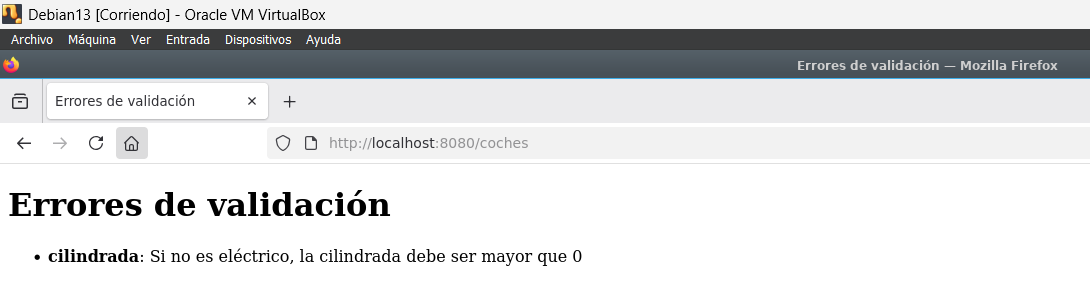 Debian13 [Corriendo] - Oracle VM VirtualBox
Archivo Máquina Ver Entrada Dispositivos Ayuda
Errores de validación — Mozilla Firefox
Errores de validación
http://localhost:8080/coches
Errores de validación
• cilindrada: Si no es eléctrico, la cilindrada debe ser mayor que 0